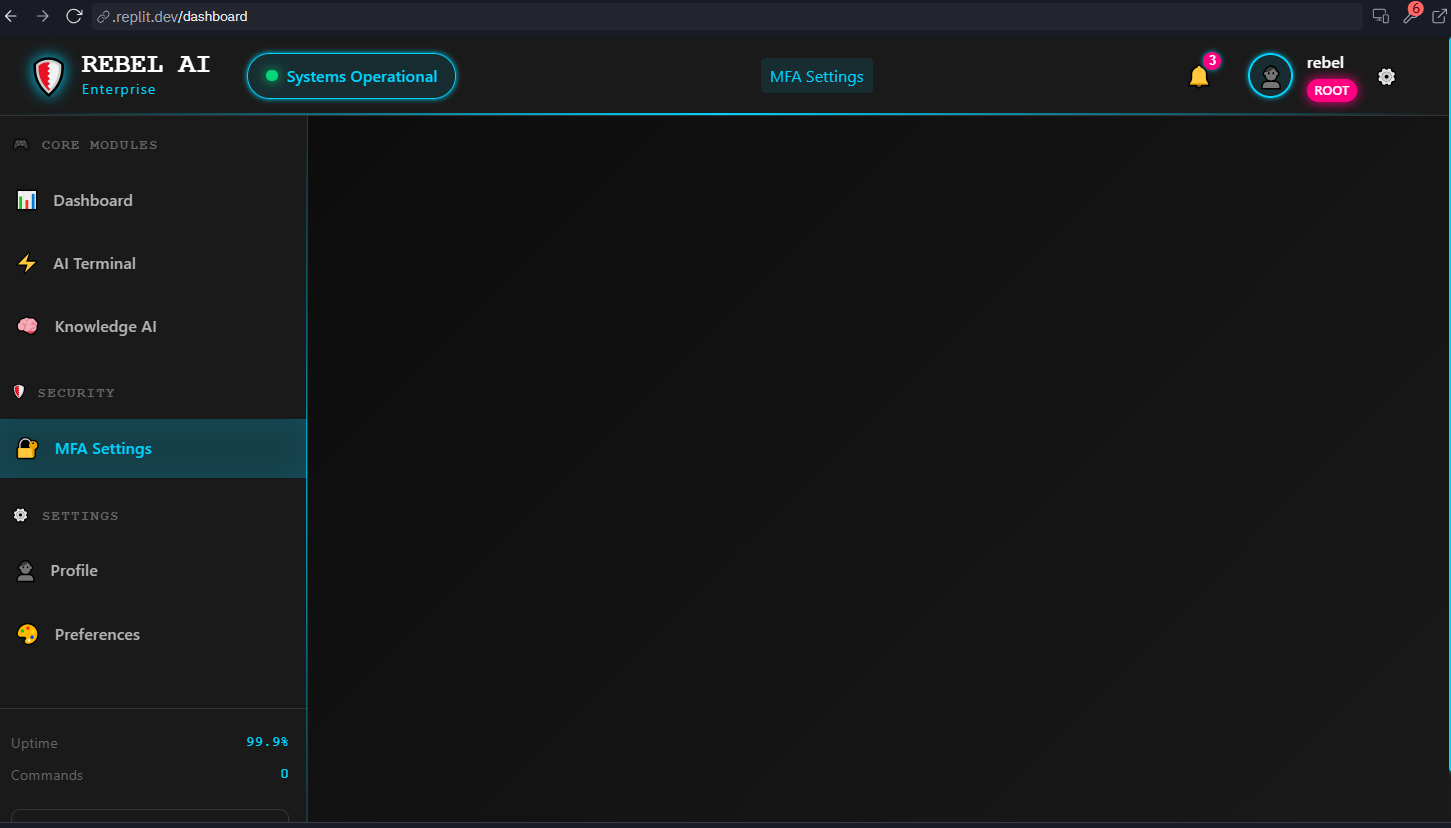 .replit.dev/dashboard
6
REBEL AI
Enterprise
Systems Operational
MFA Settings
3
rebel
ROOT
CORE MODULES
Dashboard
AI Terminal
Knowledge AI
SECURITY
MFA Settings
SETTINGS
Profile
Preferences
Uptime 99.9%
Commands 0